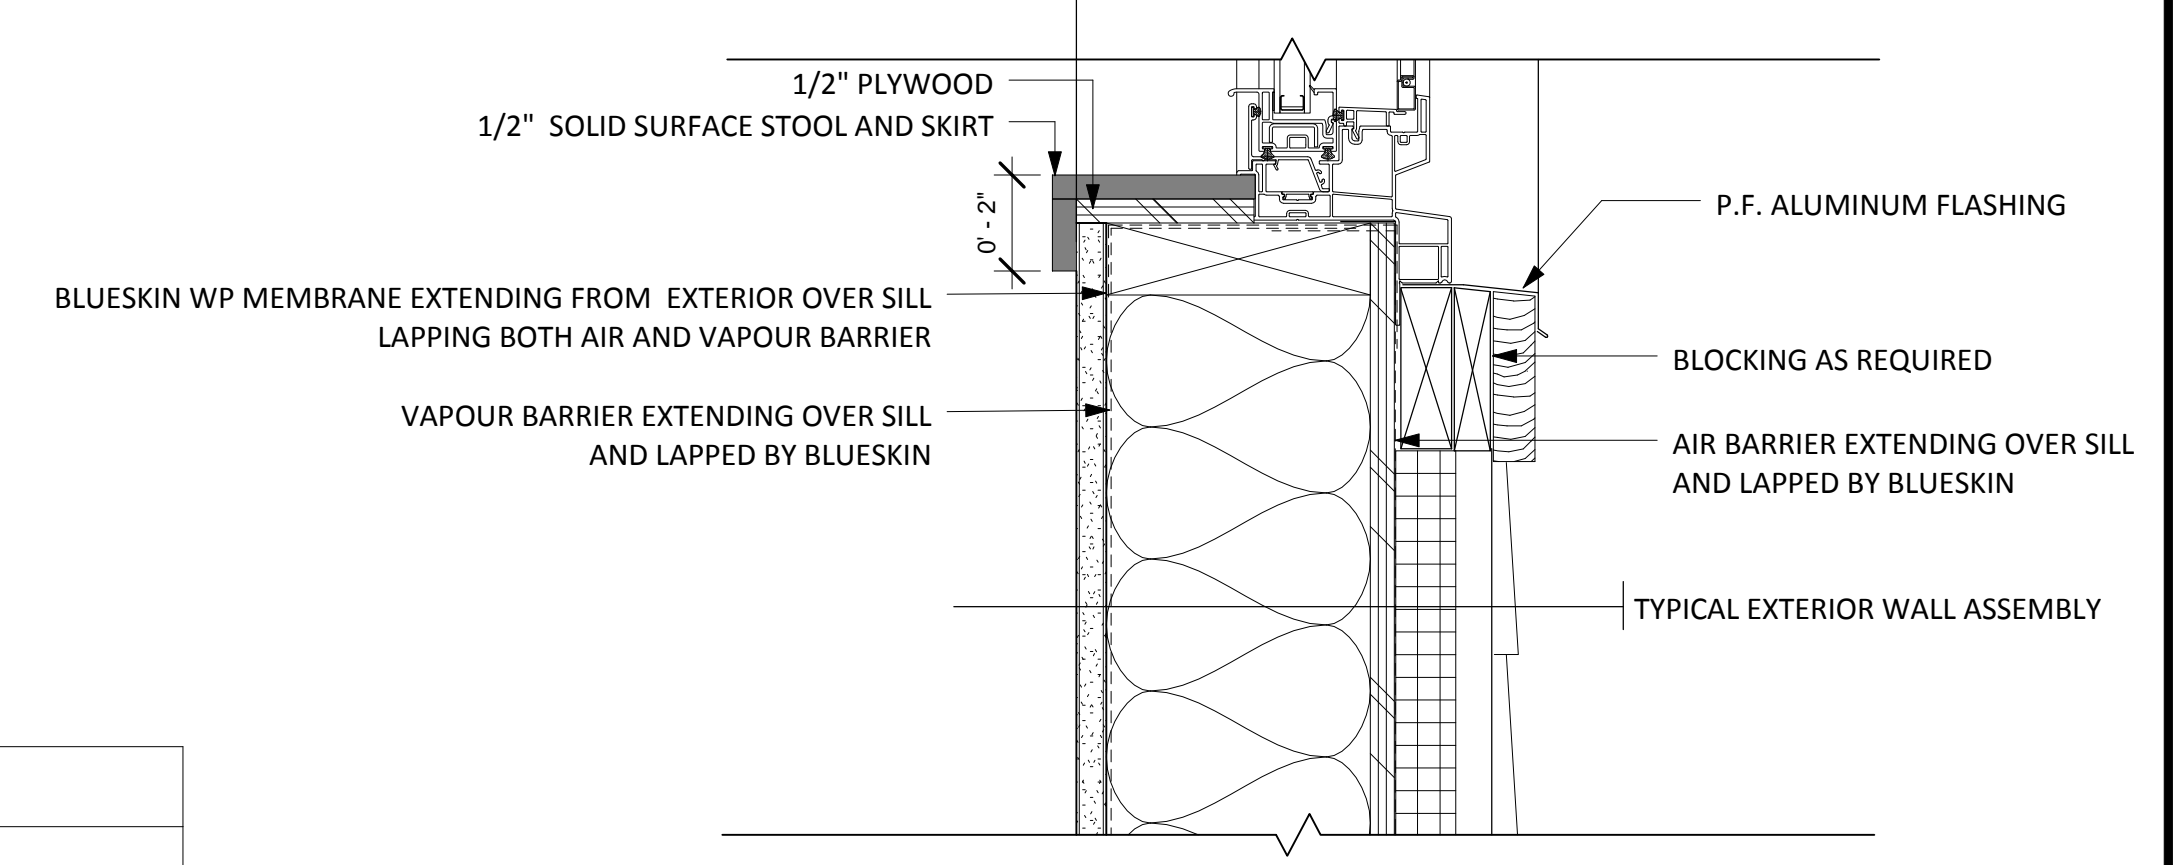 1/2" PLYWOOD
1/2" SOLID SURFACE STOOL AND SKIRT
0' - 2"
P.F. ALUMINUM FLASHING
BLUESKIN WP MEMBRANE EXTENDING FROM EXTERIOR OVER SILL
LAPPING BOTH AIR AND VAPOUR BARRIER
BLOCKING AS REQUIRED
VAPOUR BARRIER EXTENDING OVER SILL
AND LAPPED BY BLUESKIN
AIR BARRIER EXTENDING OVER SILL
AND LAPPED BY BLUESKIN
TYPICAL EXTERIOR WALL ASSEMBLY